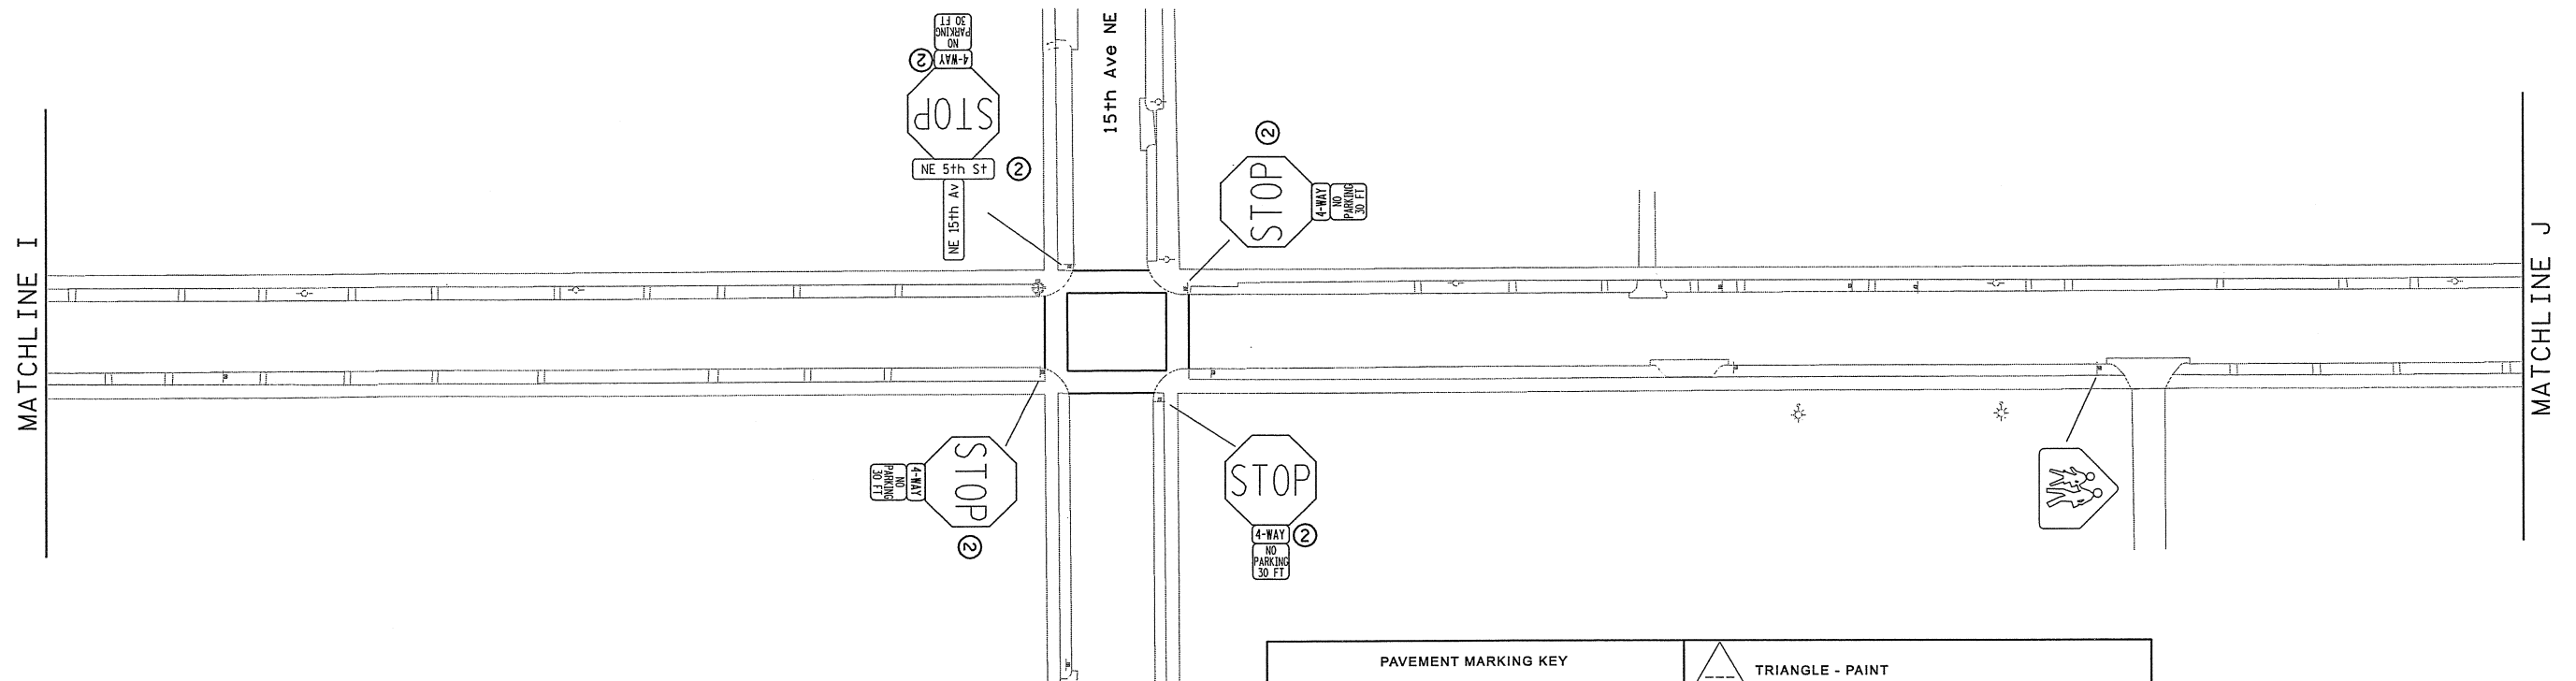 NO
PARKING
30 FT
4-WAY
2
STOP
NE 5th St
2
NE 15th Av
15th Ave NE
2
STOP
4-WAY
NO
PARKING
30 FT
MATCHLINE I
MATCHLINE J
STOP
4-WAY
NO
PARKING
30 FT
2
STOP
4-WAY
2
NO
PARKING
30 FT
PAVEMENT MARKING KEY
TRIANGLE - PAINT